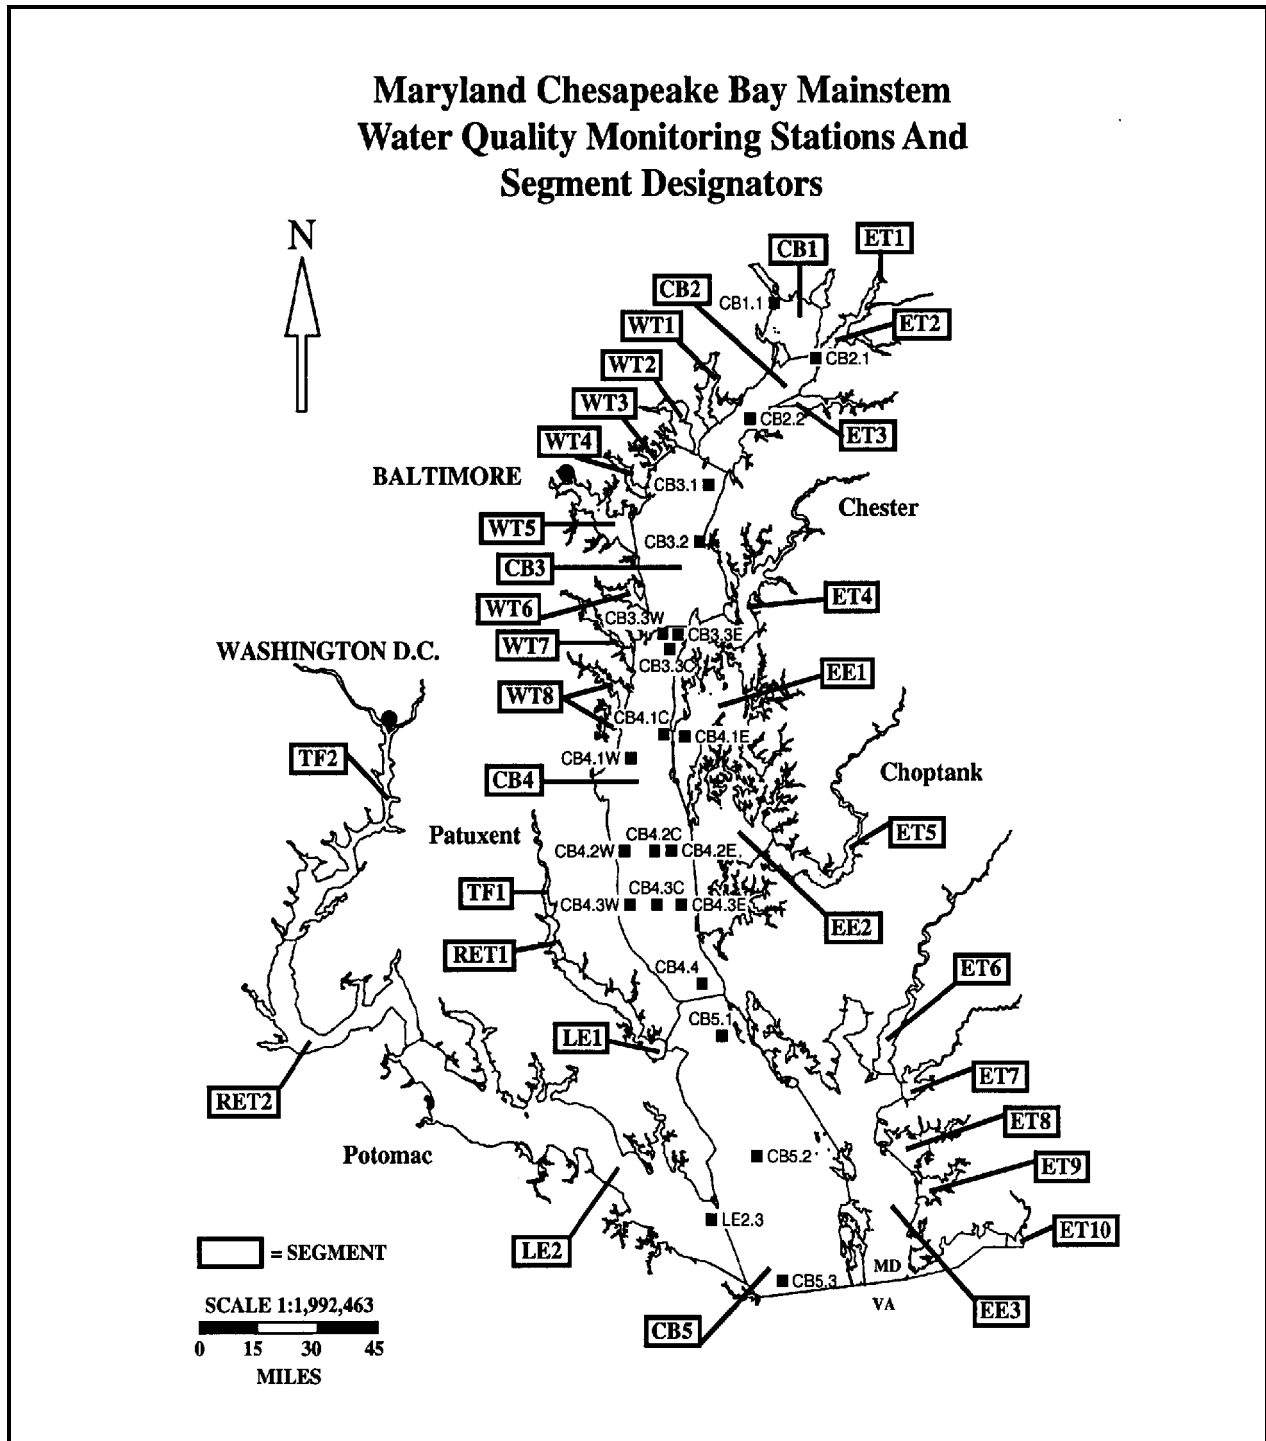 Maryland Chesapeake Bay Mainstem
Water Quality Monitoring Stations And
Segment Designators
N
CB1
ET1
CB2
CB1.1
ET2
WT1
CB2.1
WT2
WT3
CB2.2
ET3
WT4
BALTIMORE
CB3.1
Chester
WT5
CB3.2
CB3
ET4
WT6
CB3.3W
CB3.3E
WT7
WASHINGTON D.C.
CB3.3C
EE1
WT8
CB4.1C
CB4.1E
TF2
CB4.1W
CB4
Choptank
Patuxent
CB4.2C
ET5
CB4.2W
CB4.2E
TF1
CB4.3C
CB4.3W
CB4.3E
EE2
RET1
CB4.4
ET6
CB5.1
LE1
ET7
RET2
ET8
Potomac
CB5.2
ET9
LE2.3
ET10
LE2
= SEGMENT
MD
CB5.3
SCALE 1:1,992,463
VA
EE3
CB5
0 15 30 45
MILES